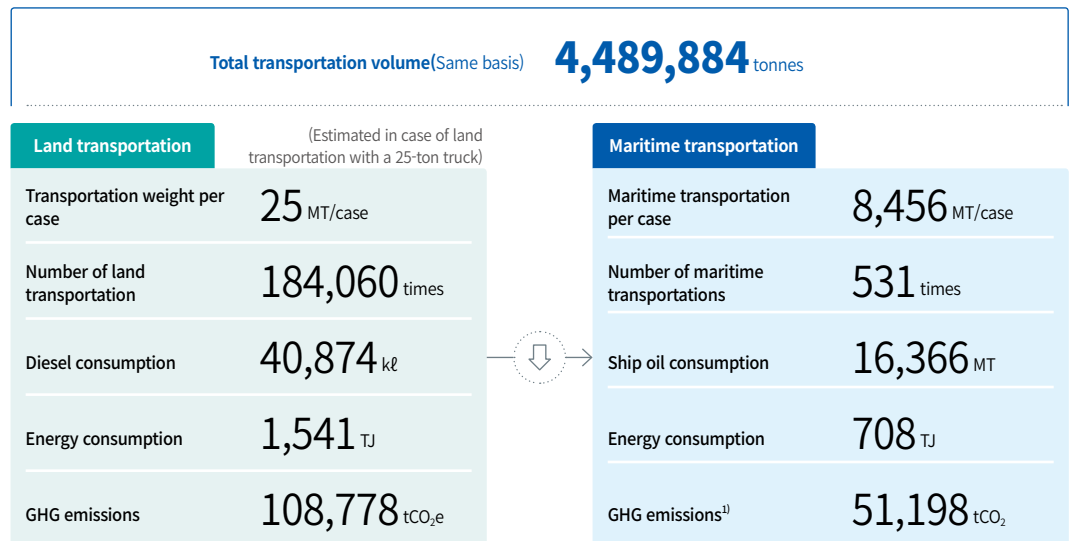 Total transportation volume(Same basis) 4,489,884 tonnes
Land transportation
(Estimated in case of land
transportation with a 25-ton truck)
Transportation weight per
case
25 MT/case
Number of land
transportation
184,060 times
Diesel consumption 40,874 kℓ
Energy consumption 1,541 TJ
GHG emissions 108,778 tCO₂e
Maritime transportation
Maritime transportation
per case
8,456 MT/case
Number of maritime
transportations
531 times
Ship oil consumption 16,366 MT
Energy consumption 708 TJ
GHG emissions¹⁾ 51,198 tCO₂